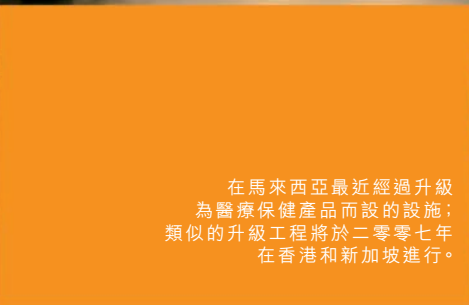 在馬來西亞最近經過升級
為醫療保健產品而設的設施；
類似的升級工程將於二零零七年
在香港和新加坡進行。